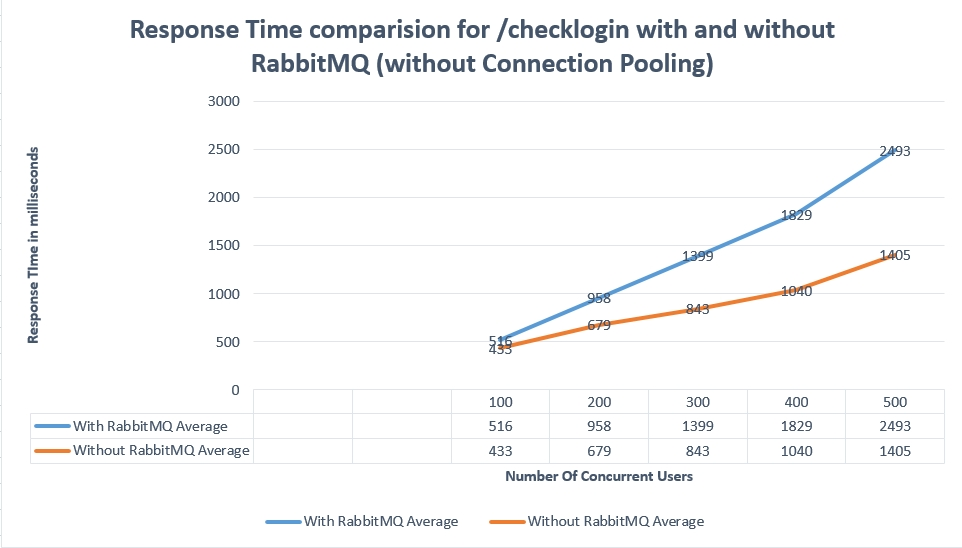 Response Time comparision for /checklogin with and without
RabbitMQ (without Connection Pooling)
3000
2500
2000
1500
1000
500
0
Response TIme in milliseconds
2493
1829
1399
958
516
1405
1040
843
679
433
100 200 300 400 500
With RabbitMQ Average 516 958 1399 1829 2493
Without RabbitMQ Average 433 679 843 1040 1405
Number Of Concurrent Users
With RabbitMQ Average Without RabbitMQ Average